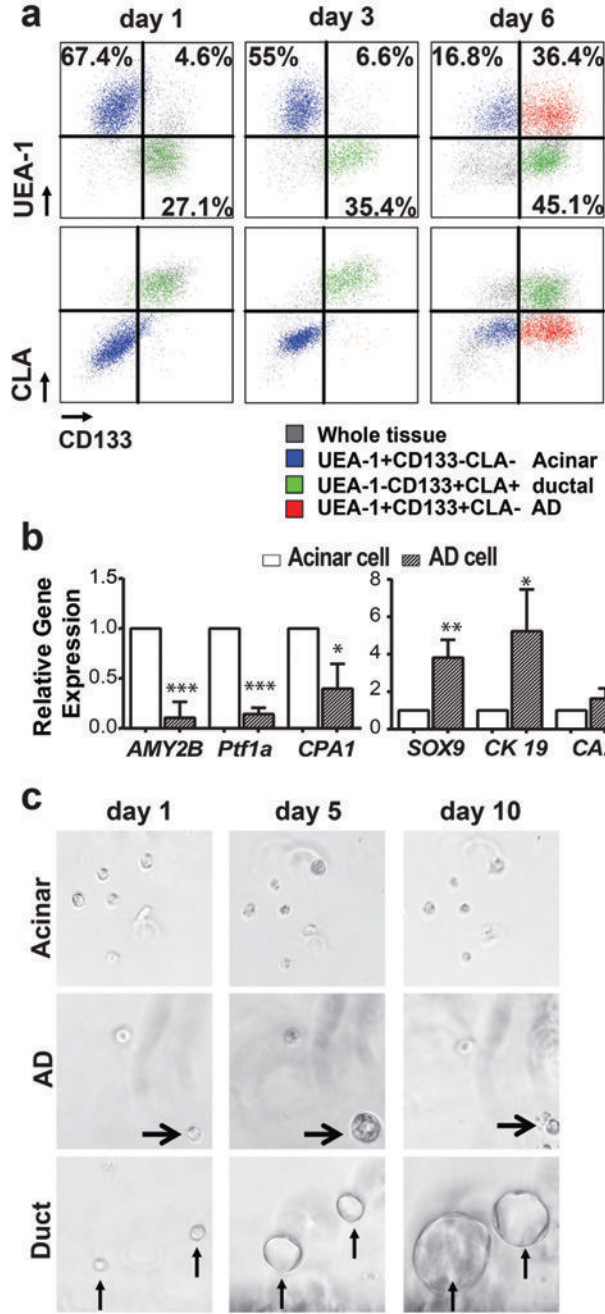 a
day 1 day 3 day 6
67.4% 4.6% 55% 6.6% 16.8% 36.4%
UEA-1
27.1% 35.4% 45.1%
CLA
CD133
Whole tissue
UEA-1+CD133-CLA- Acinar
UEA-1-CD133+CLA+ ductal
UEA-1+CD133+CLA- AD
b
Acinar cell AD cell
Relative Gene
Expression
1.5
1.0
0.5
0.0
*** *** *
AMY2B Ptf1a CPA1
8
6
4
2
0
** *
SOX9 CK 19 CA
c
day 1 day 5 day 10
Acinar
AD
Duct